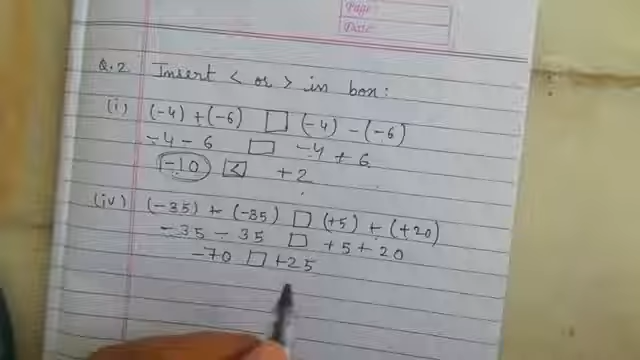 Page:
Date:
Q.2 Insert < or > in box:
(i) (-4) + (-6) □ (-4) - (-6)
-4 - 6 □ -4 + 6
-10 < +2
(iv) (-35) + (-35) □ (+5) + (+20)
-35 - 35 □ +5 + 20
-70 □ +25